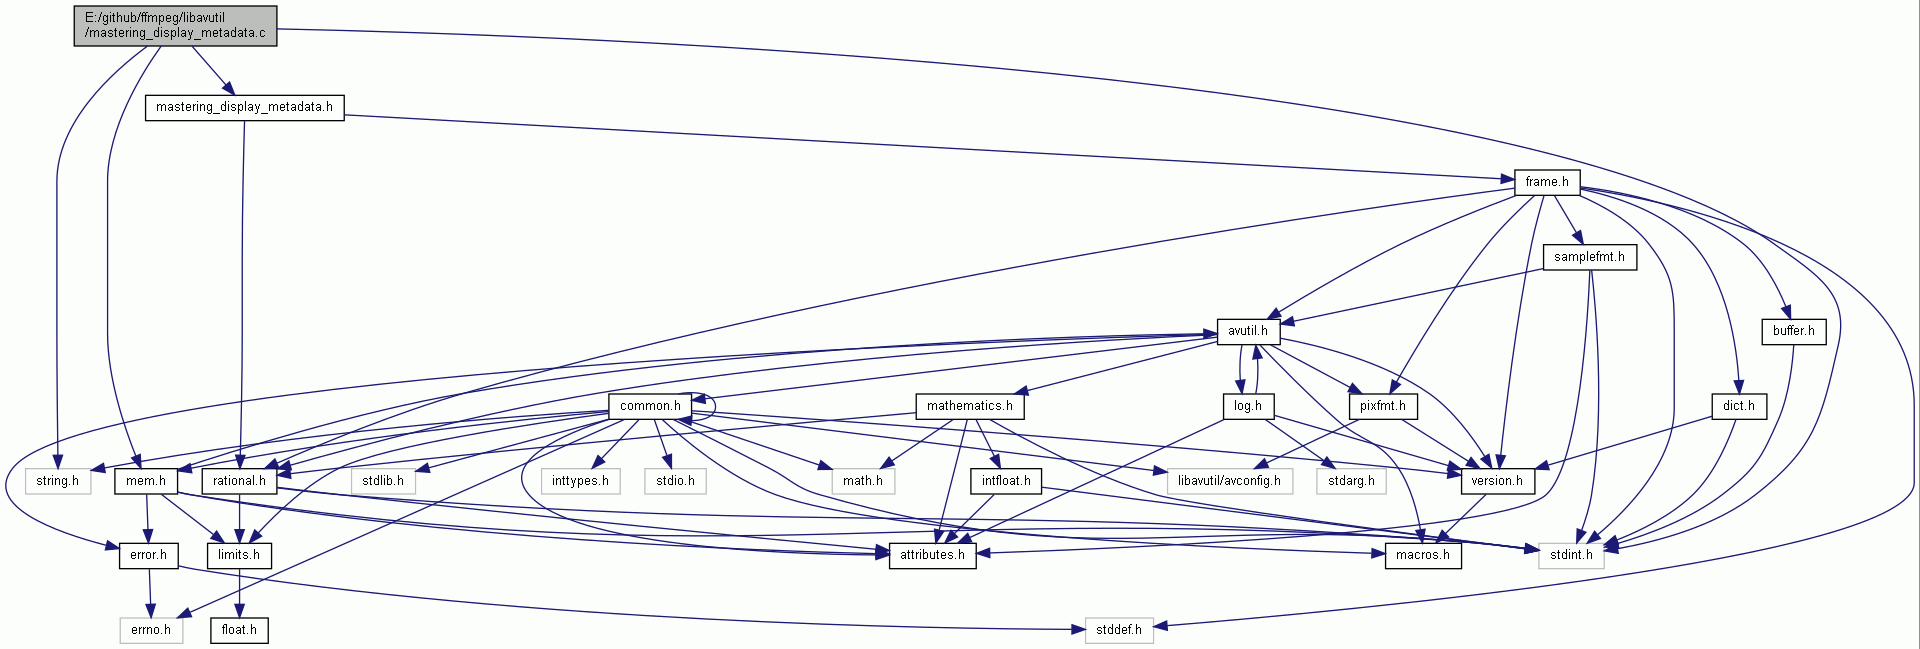 E:/github/ffmpeg/libavutil
/mastering_display_metadata.c
mastering_display_metadata.h
frame.h
samplefmt.h
avutil.h
buffer.h
common.h
mathematics.h
log.h
pixfmt.h
dict.h
string.h
mem.h
rational.h
stdlib.h
inttypes.h
stdio.h
math.h
intfloat.h
libavutil/avconfig.h
stdarg.h
version.h
error.h
limits.h
attributes.h
macros.h
stdint.h
errno.h
float.h
stddef.h